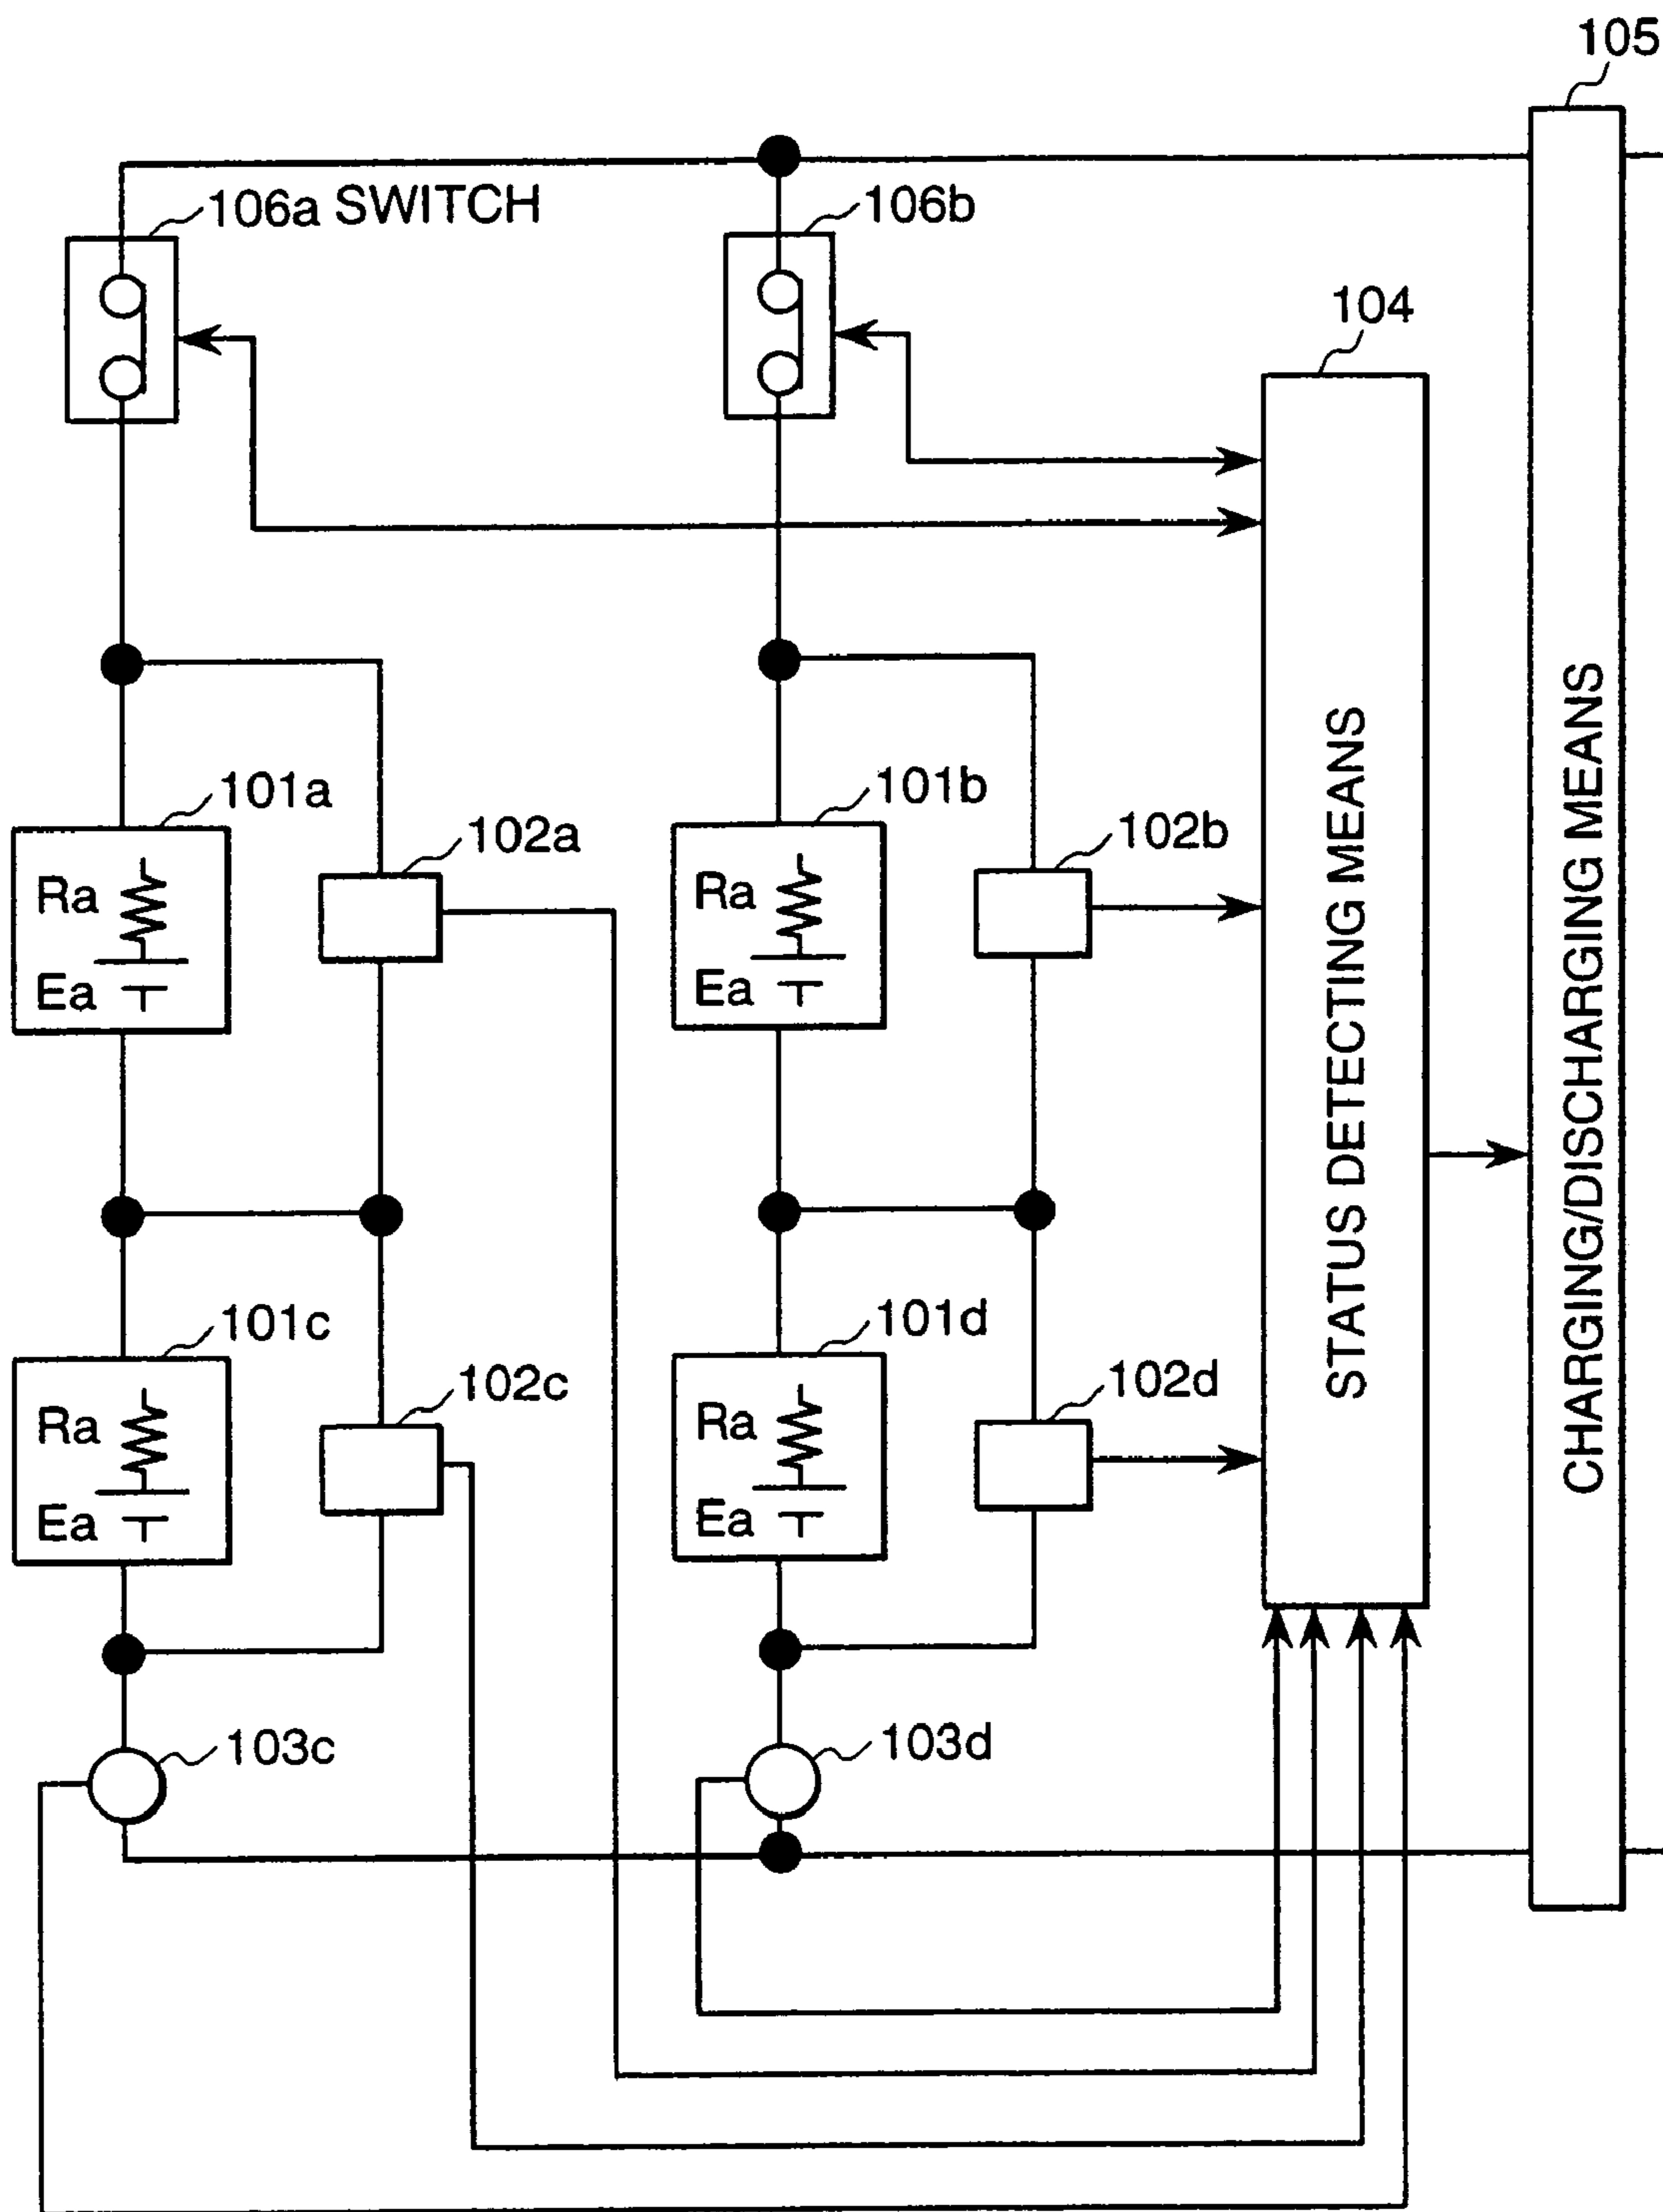 105
106a SWITCH
106b
104
101a
102a
101b
102b
Ra
Ea
Ra
Ea
STATUS DETECTING MEANS
CHARGING/DISCHARGING MEANS
101c
102c
101d
102d
Ra
Ea
Ra
Ea
103c
103d